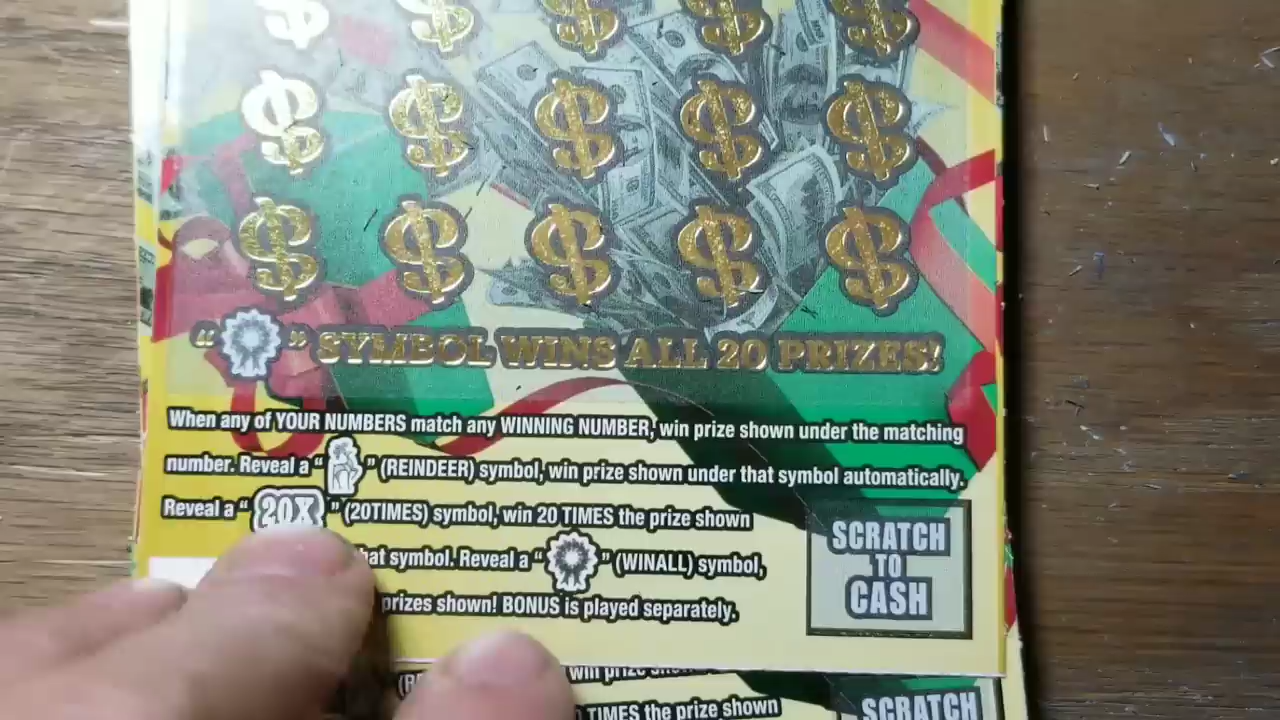 " " SYMBOL WINS ALL 20 PRIZES!
When any of YOUR NUMBERS match any WINNING NUMBER, win prize shown under the matching
number. Reveal a " " (REINDEER) symbol, win prize shown under that symbol automatically.
Reveal a " 20X " (20TIMES) symbol, win 20 TIMES the prize shown
that symbol. Reveal a " " (WINALL) symbol,
prizes shown! BONUS is played separately.
SCRATCH
TO
CASH
win prize
TIMES the prize shown
SCRATCH